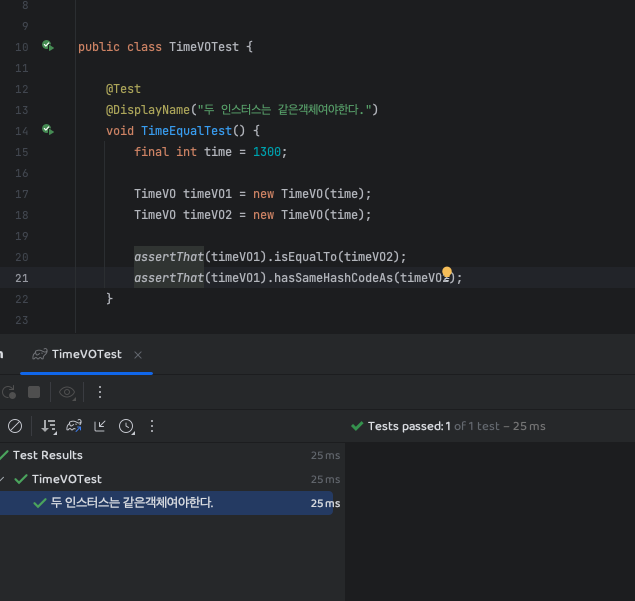 8
9
10 public class TimeVOTest {
11
12 @Test
13 @DisplayName("두 인스터스는 같은객체여야한다.")
14 void TimeEqualTest() {
15 final int time = 1300;
16
17 TimeVO timeVO1 = new TimeVO(time);
18 TimeVO timeVO2 = new TimeVO(time);
19
20 assertThat(timeVO1).isEqualTo(timeVO2);
21 assertThat(timeVO1).hasSameHashCodeAs(timeVO2);
22 }
23
TimeVOTest
Tests passed: 1 of 1 test – 25 ms
Test Results 25 ms
TimeVOTest 25 ms
두 인스터스는 같은객체여야한다. 25 ms